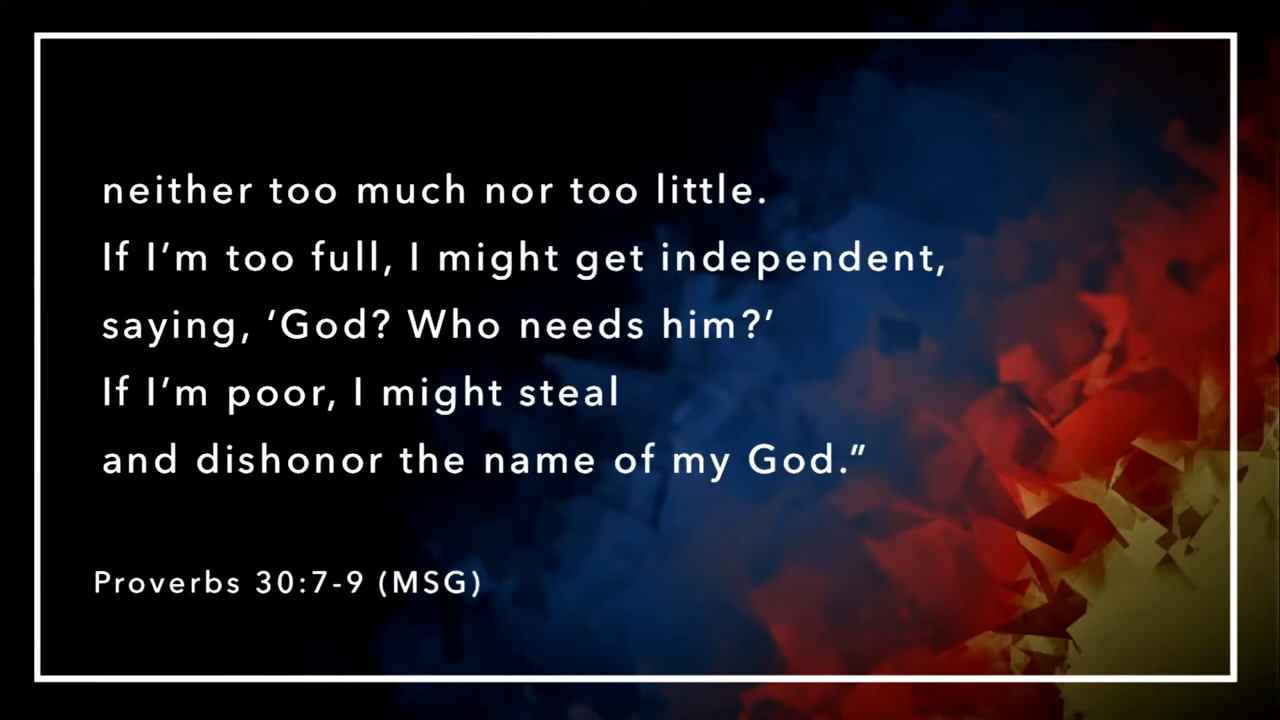 neither too much nor too little.
If I’m too full, I might get independent,
saying, ‘God? Who needs him?’
If I’m poor, I might steal
and dishonor the name of my God.”
Proverbs 30:7-9 (MSG)